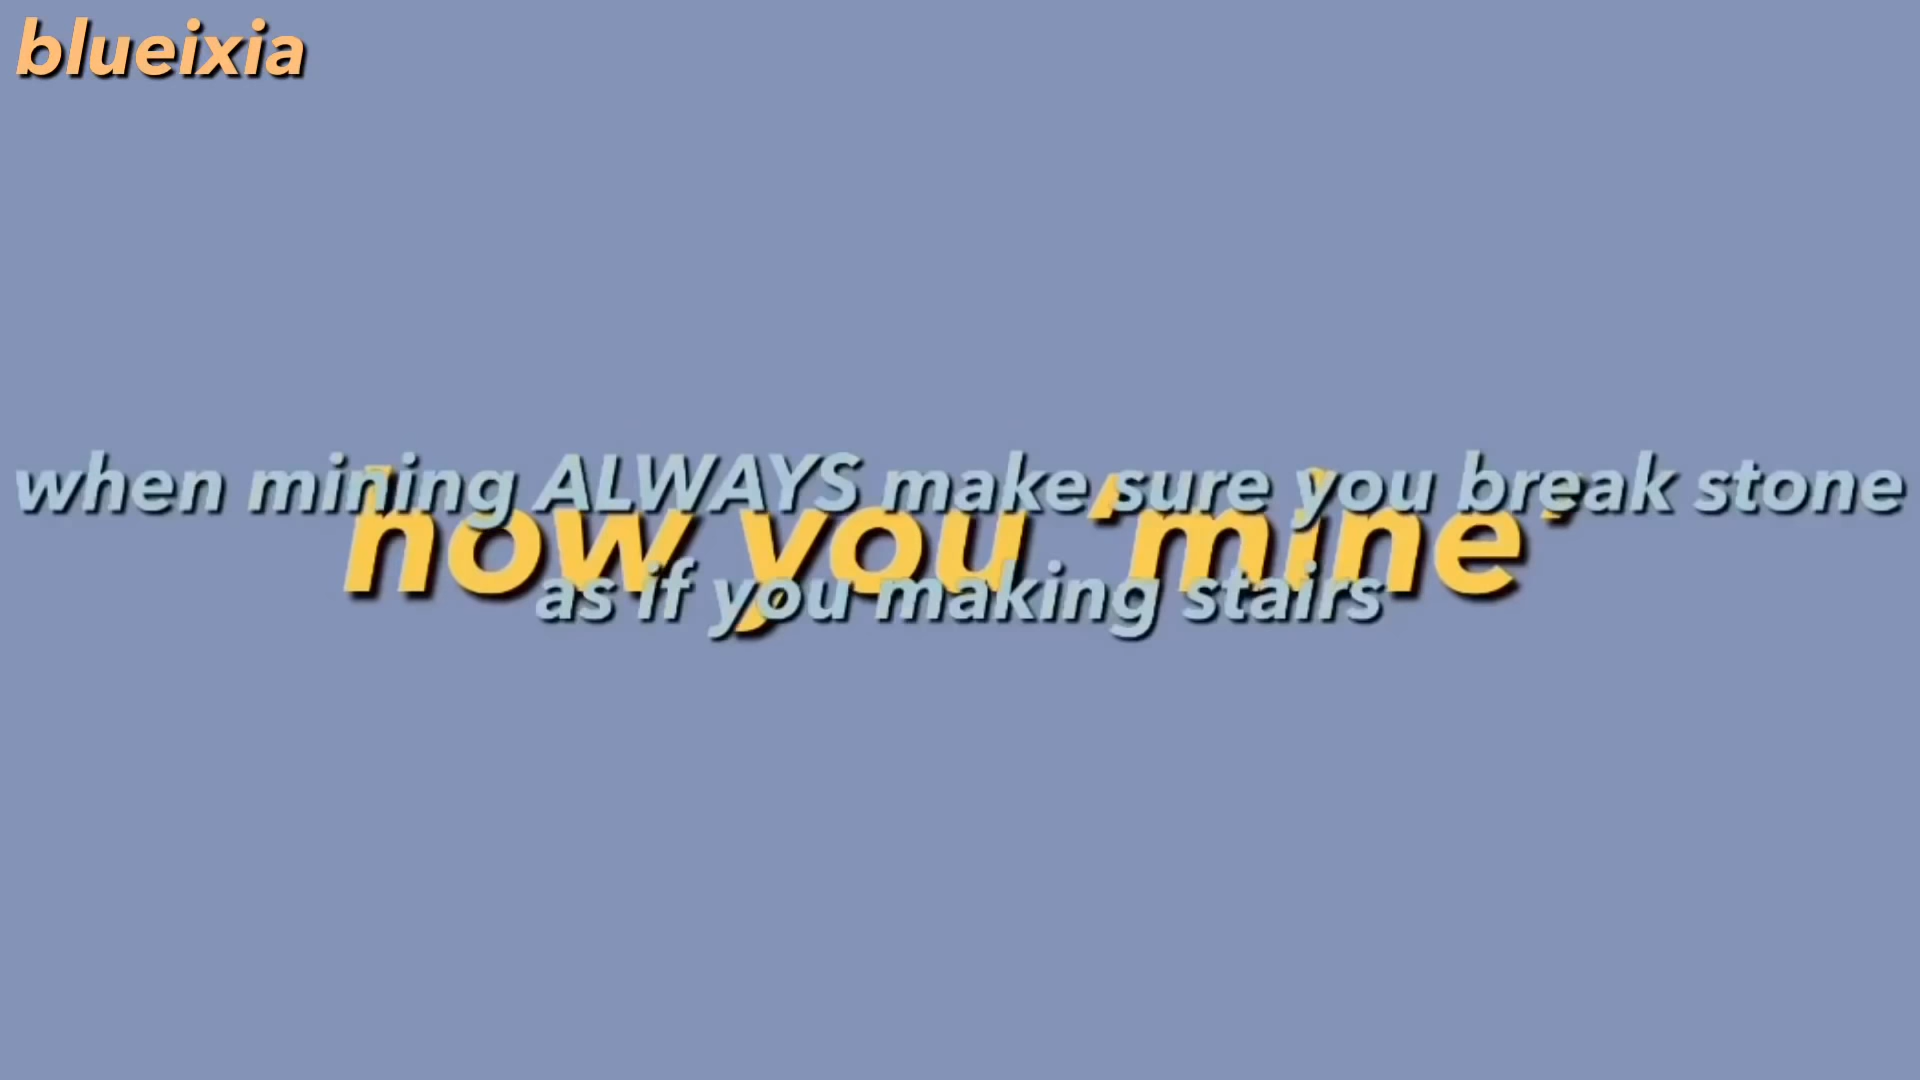 blueixia
when mining ALWAYS make sure you break stone
how you ‘mine’
as if you making stairs